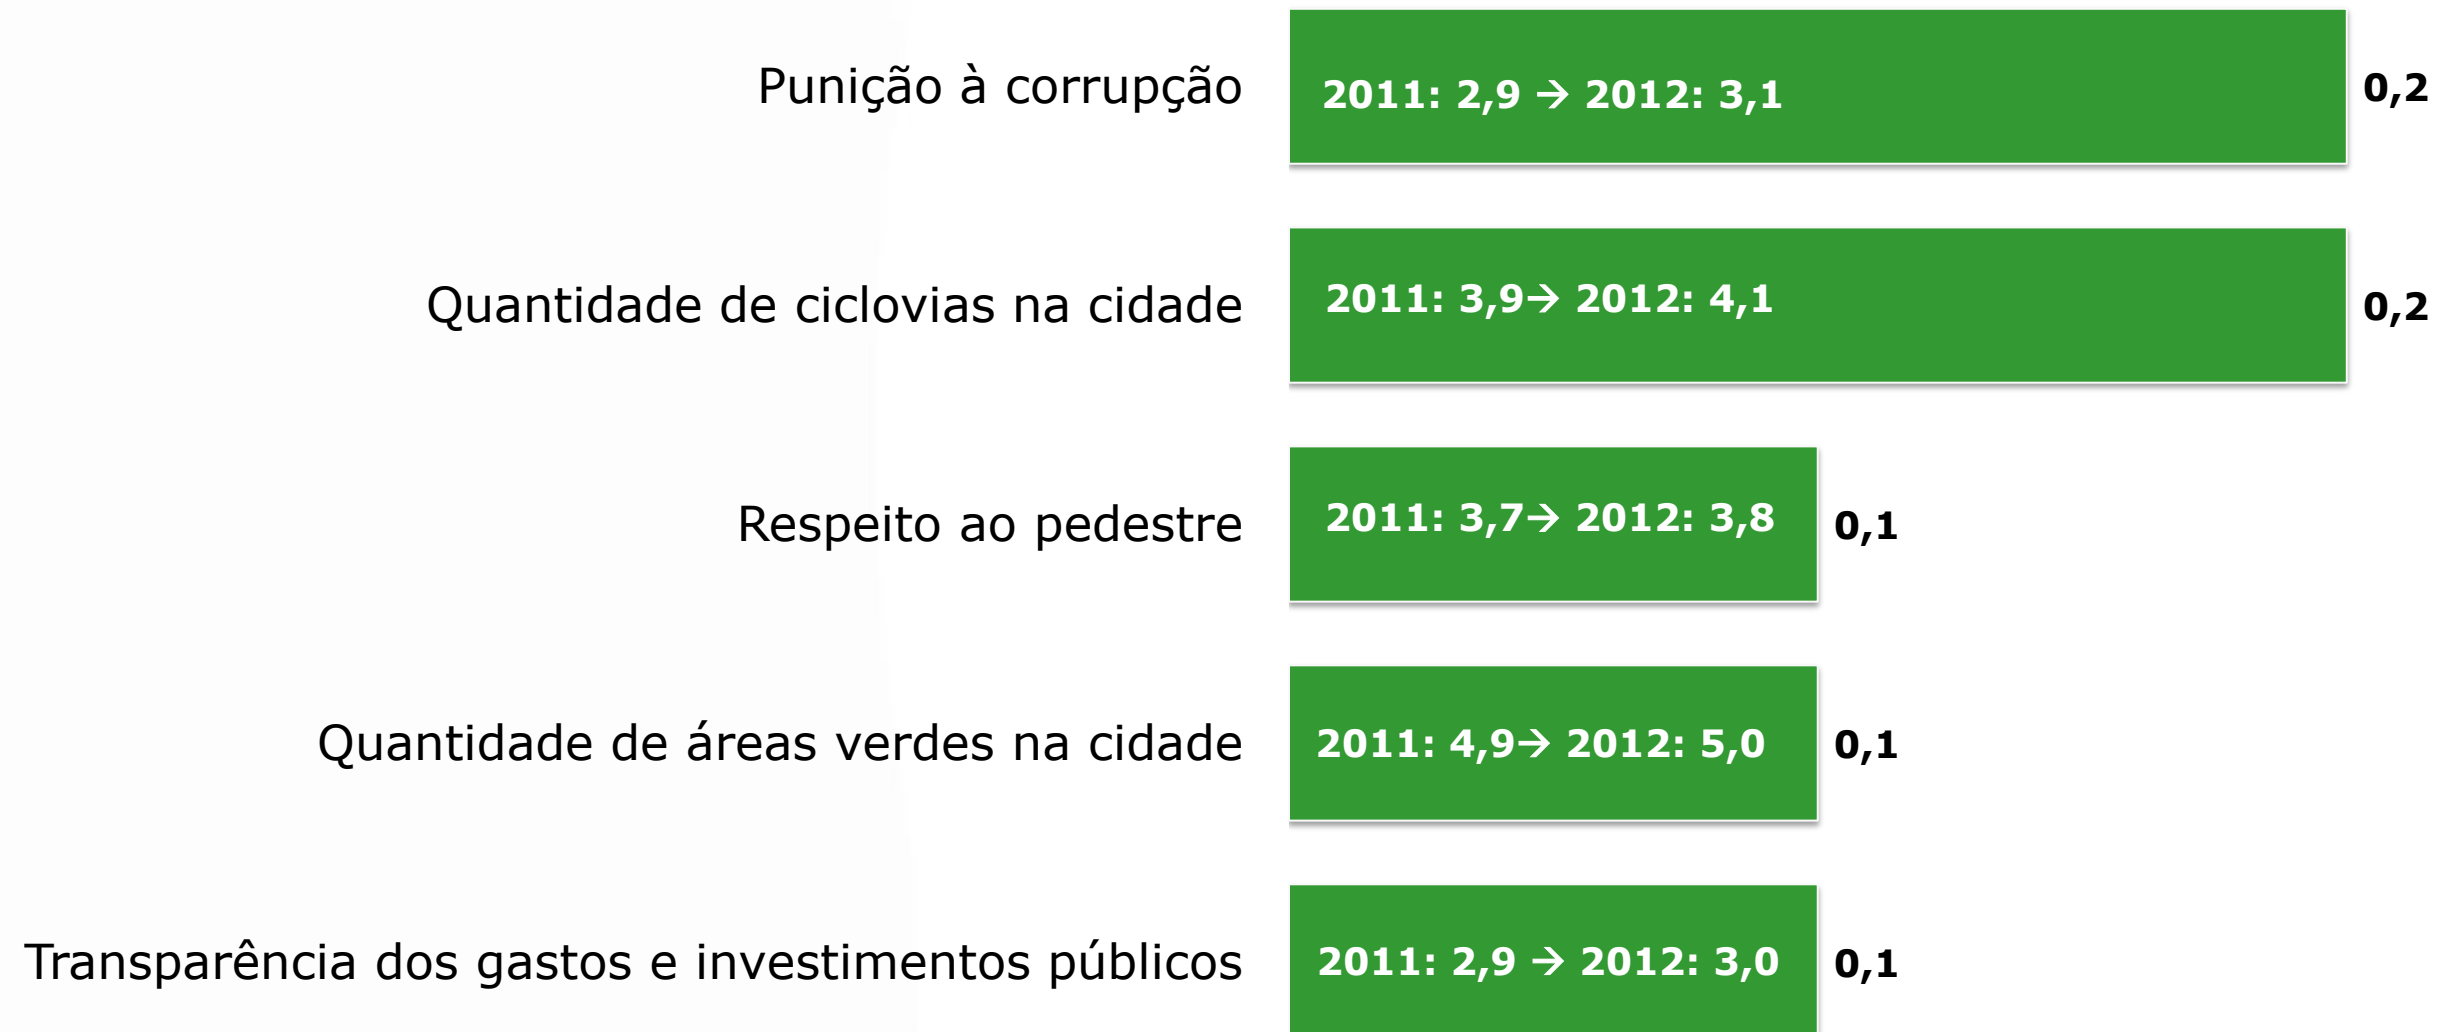 Punição à corrupção
2011: 2,9 → 2012: 3,1
0,2
Quantidade de ciclovias na cidade
2011: 3,9→ 2012: 4,1
0,2
Respeito ao pedestre
2011: 3,7→ 2012: 3,8
0,1
Quantidade de áreas verdes na cidade
2011: 4,9→ 2012: 5,0
0,1
Transparência dos gastos e investimentos públicos
2011: 2,9 → 2012: 3,0
0,1